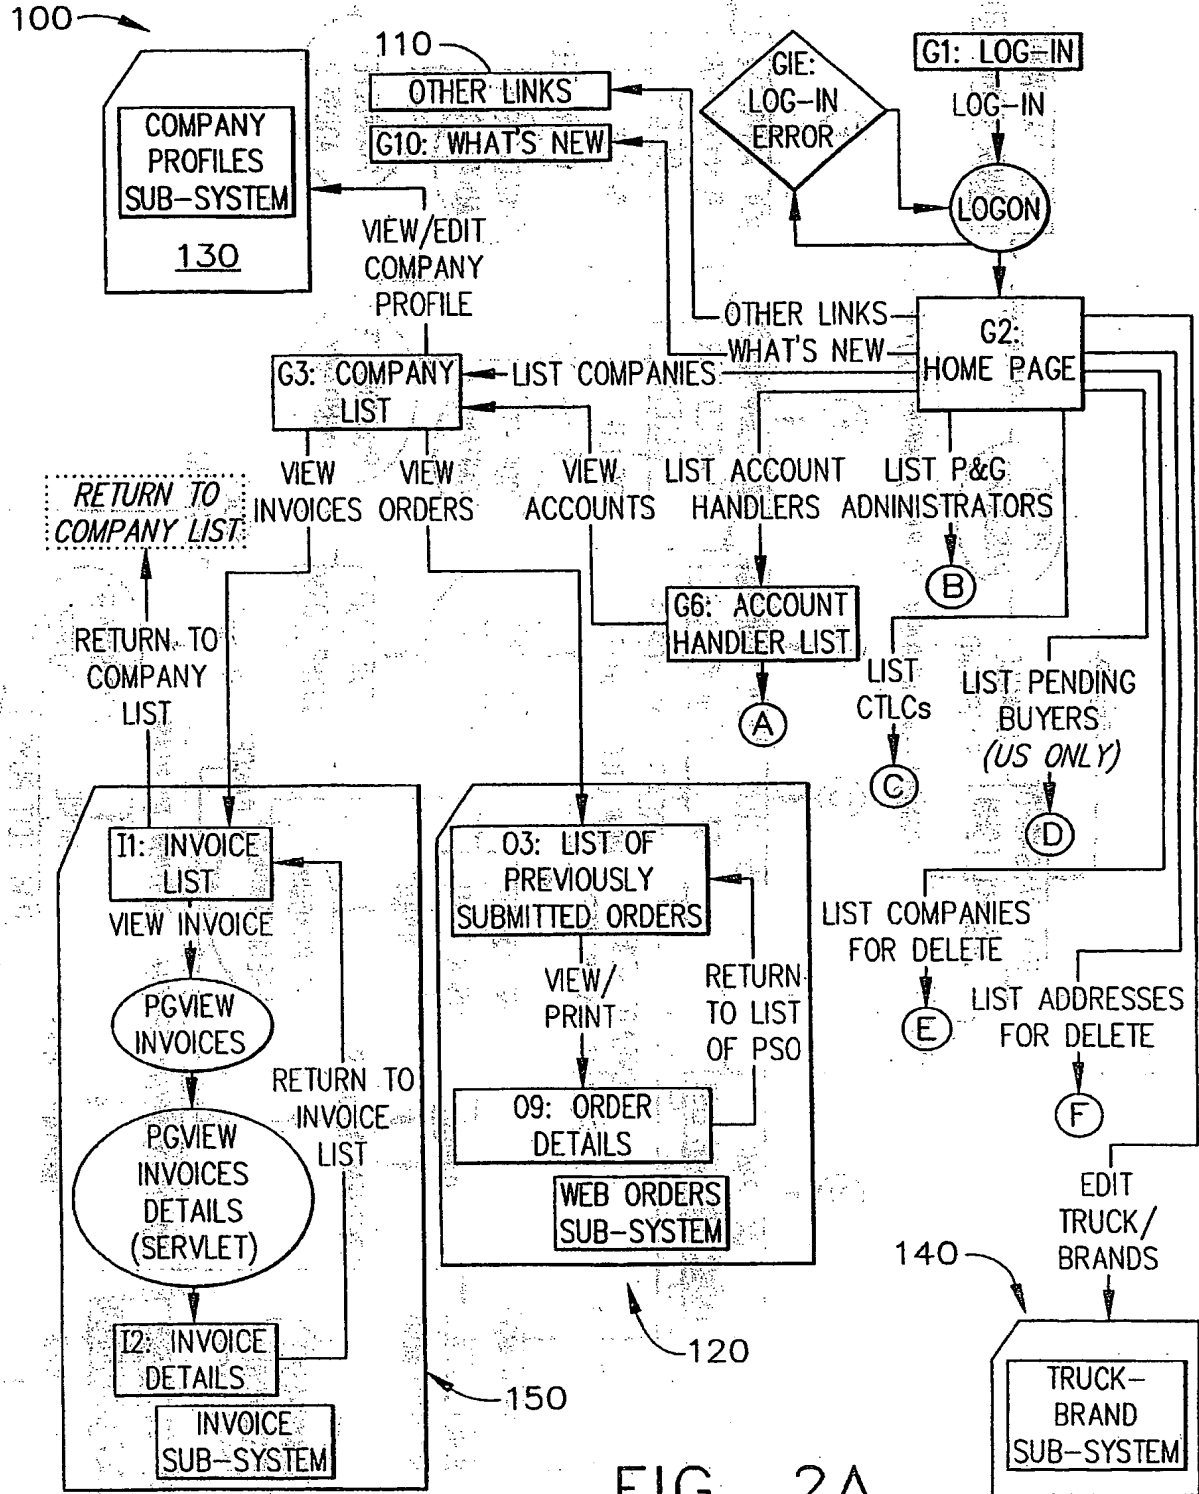 100
110
OTHER LINKS
G10: WHAT'S NEW
GIE:
LOG-IN
ERROR
G1: LOG-IN
LOG-IN
LOGON
COMPANY
PROFILES
SUB-SYSTEM
130
VIEW/EDIT
COMPANY
PROFILE
OTHER LINKS
WHAT'S NEW
LIST COMPANIES
G2:
HOME PAGE
G3: COMPANY
LIST
VIEW
INVOICES
VIEW
ORDERS
VIEW
ACCOUNTS
LIST ACCOUNT
HANDLERS
LIST P&G
ADNINISTRATORS
RETURN TO
COMPANY LIST
B
G6: ACCOUNT
HANDLER LIST
A
RETURN TO
COMPANY
LIST
LIST
CTLCs
C
LIST PENDING
BUYERS
(US ONLY)
D
I1: INVOICE
LIST
VIEW INVOICE
PGVIEW
INVOICES
PGVIEW
INVOICES
DETAILS
(SERVLET)
RETURN TO
INVOICE
LIST
I2: INVOICE
DETAILS
INVOICE
SUB-SYSTEM
150
O3: LIST OF
PREVIOUSLY
SUBMITTED ORDERS
VIEW/
PRINT
RETURN
TO LIST
OF PSO
O9: ORDER
DETAILS
WEB ORDERS
SUB-SYSTEM
120
LIST COMPANIES
FOR DELETE
E
LIST ADDRESSES
FOR DELETE
F
EDIT
TRUCK/
BRANDS
140
TRUCK-
BRAND
SUB-SYSTEM
FIG. 2A